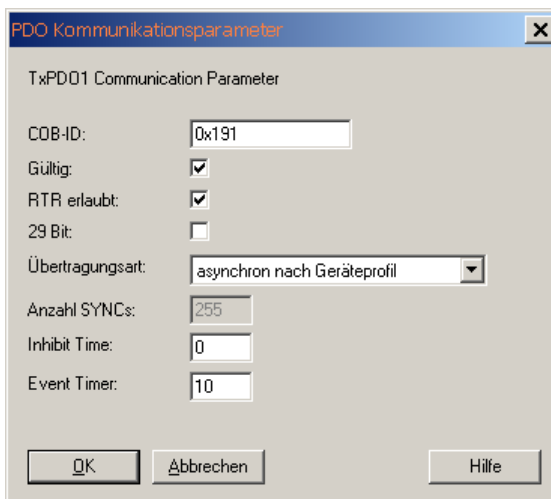 PDO Kommunikationsparameter
TxPDO1 Communication Parameter
COB-ID: 0x191
Gültig:
RTR erlaubt:
29 Bit:
Übertragungsart: asynchron nach Geräteprofil
Anzahl SYNCs: 255
Inhibit Time: 0
Event Timer: 10
OK Abbrechen Hilfe